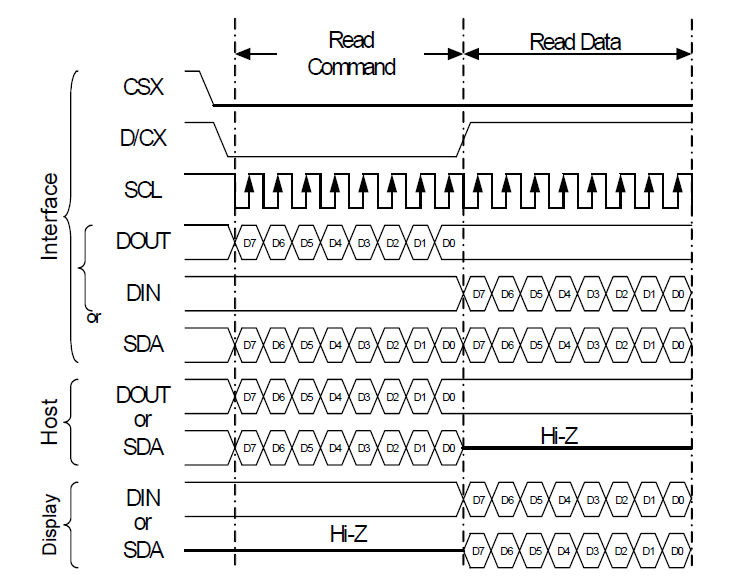 Read Command
Read Data
Interface
CSX
D/CX
SCL
DOUT
D7 D6 D5 D4 D3 D2 D1 D0
DIN
D7 D6 D5 D4 D3 D2 D1 D0
or
SDA
D7 D6 D5 D4 D3 D2 D1 D0 D7 D6 D5 D4 D3 D2 D1 D0
Host
DOUT
D7 D6 D5 D4 D3 D2 D1 D0
or
SDA
D7 D6 D5 D4 D3 D2 D1 D0 Hi-Z
Display
DIN
D7 D6 D5 D4 D3 D2 D1 D0
or
SDA
Hi-Z D7 D6 D5 D4 D3 D2 D1 D0